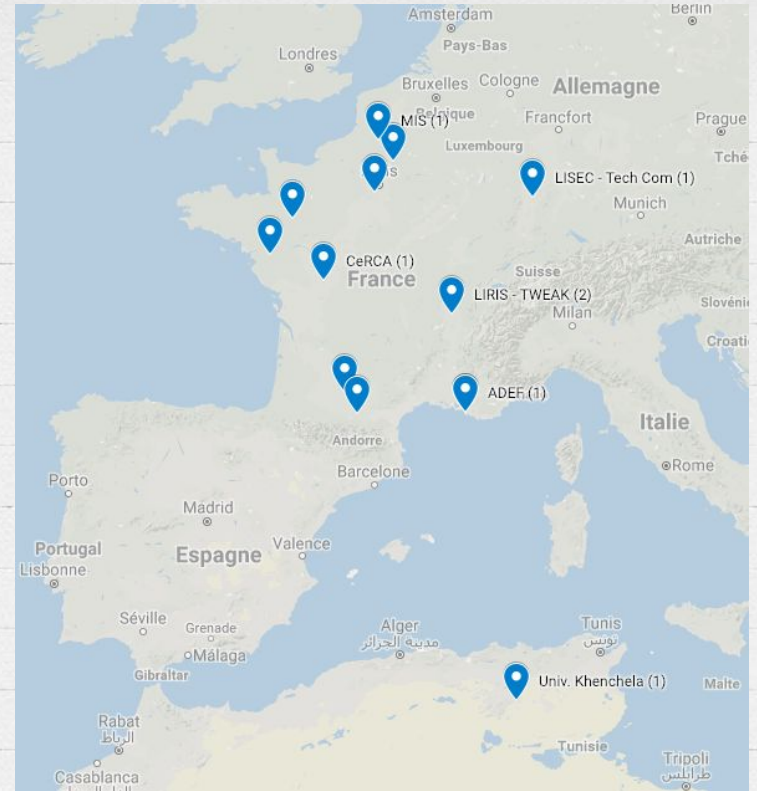 Amsterdam
Berlin
Londres
Pays-Bas
Bruxelles
Cologne
Allemagne
Belgique
MIS (1)
Francfort
Prague
Luxembourg
LISEC - Tech Com (1)
Munich
Autriche
CeRCA (1)
France
Suisse
LIRIS - TWEAK (2)
Milan
ADEF (1)
Andorre
Italie
Rome
Barcelone
Porto
Madrid
Portugal
Espagne
Valence
Lisbonne
Séville
Grenade
Málaga
Gibraltar
Alger
مدينة الجزائر
Tunis
تونس
Univ. Khenchela (1)
Malte
Rabat
الرباط
Tunisie
Tripoli
طرابلس
Casablanca